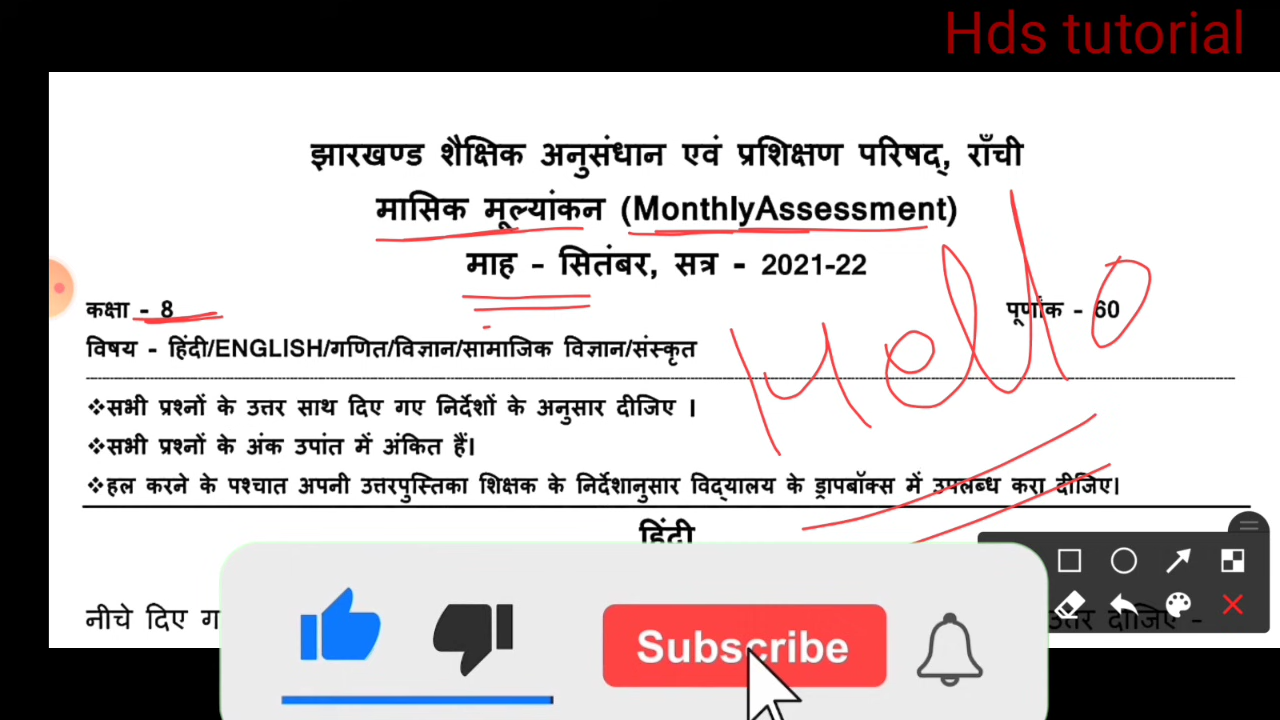 Hds tutorial
झारखण्ड शैक्षिक अनुसंधान एवं प्रशिक्षण परिषद्, राँची
मासिक मूल्यांकन (MonthlyAssessment)
माह - सितंबर, सत्र - 2021-22
कक्षा - 8 पूर्णांक - 60
विषय - हिंदी/ENGLISH/गणित/विज्ञान/सामाजिक विज्ञान/संस्कृत
Hello
❖सभी प्रश्नों के उत्तर साथ दिए गए निर्देशों के अनुसार दीजिए ।
❖सभी प्रश्नों के अंक उपांत में अंकित हैं।
❖हल करने के पश्चात अपनी उत्तरपुस्तिका शिक्षक के निर्देशानुसार विद्यालय के ड्रापबॉक्स में उपलब्ध करा दीजिए।
हिंदी
नीचे दिए उत्तर दीजिए -
Subscribe